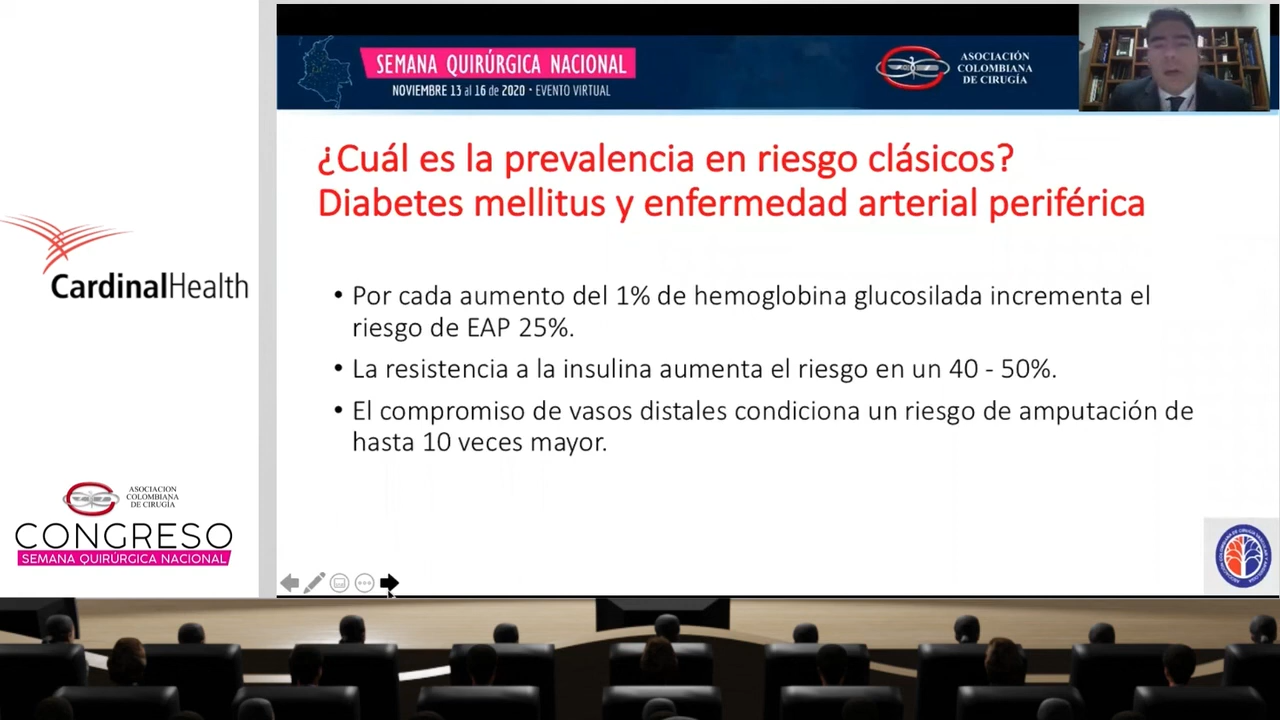 SEMANA QUIRÚRGICA NACIONAL
NOVIEMBRE 13 al 16 de 2020 • EVENTO VIRTUAL
ASOCIACIÓN
COLOMBIANA
DE CIRUGÍA
¿Cuál es la prevalencia en riesgo clásicos?
Diabetes mellitus y enfermedad arterial periférica
• Por cada aumento del 1% de hemoglobina glucosilada incrementa el
riesgo de EAP 25%.
• La resistencia a la insulina aumenta el riesgo en un 40 - 50%.
• El compromiso de vasos distales condiciona un riesgo de amputación de
hasta 10 veces mayor.
CardinalHealth
ASOCIACION
COLOMBIANA
DE CIRUGÍA
CONGRESO
SEMANA QUIRÚRGICA NACIONAL